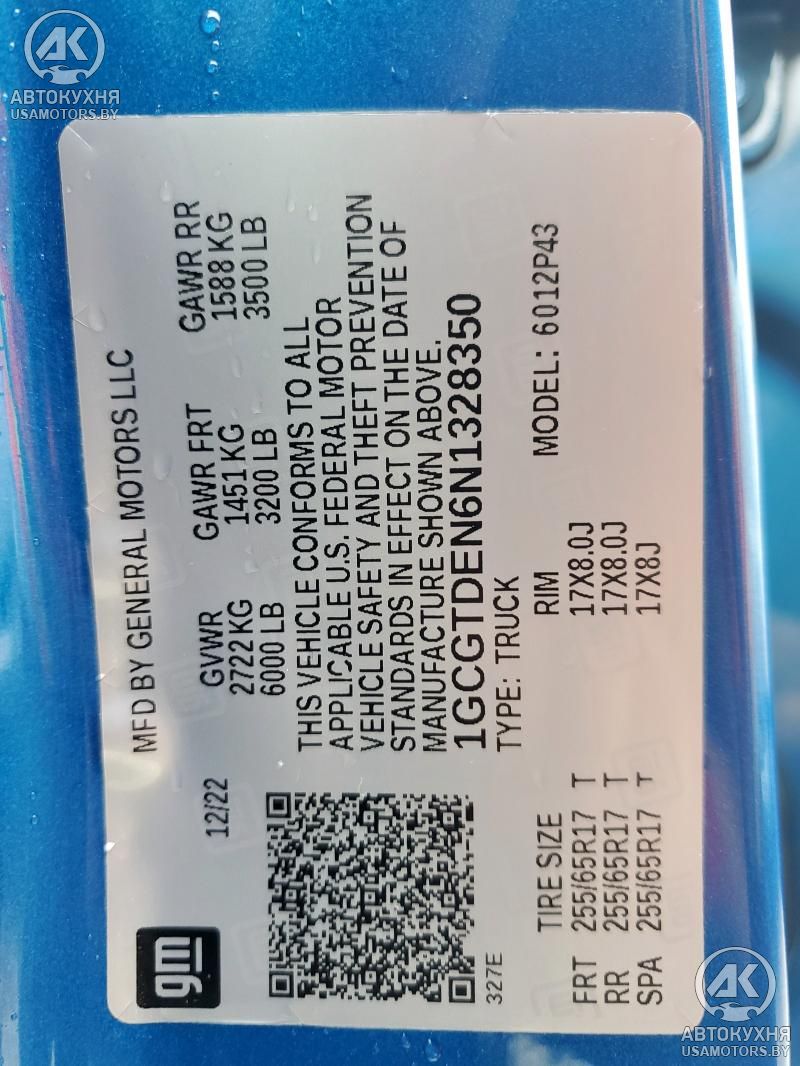 АК
АВТОКУХНЯ
USAMOTORS.BY
gm
MFD BY GENERAL MOTORS LLC
12/22
GVWR GAWR FRT GAWR RR
2722 KG 1451 KG 1588 KG
6000 LB 3200 LB 3500 LB
THIS VEHICLE CONFORMS TO ALL
APPLICABLE U.S. FEDERAL MOTOR
VEHICLE SAFETY AND THEFT PREVENTION
STANDARDS IN EFFECT ON THE DATE OF
MANUFACTURE SHOWN ABOVE.
1GCGTDEN6N1328350
327E
TYPE: TRUCK
TIRE SIZE RIM MODEL: 6012P43
FRT 255/65R17 T 17X8.0J
RR 255/65R17 T 17X8.0J
SPA 255/65R17 T 17X8J
АК
АВТОКУХНЯ
USAMOTORS.BY